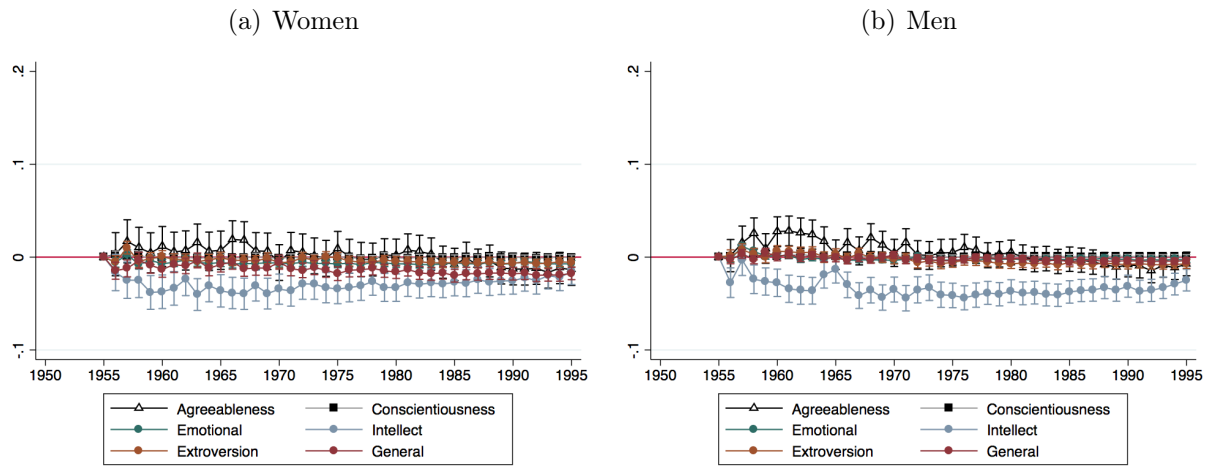 (a) Women
.2
.1
0
-.1
1950 1955 1960 1965 1970 1975 1980 1985 1990 1995
Agreeableness Conscientiousness
Emotional Intellect
Extroversion General
(b) Men
.2
.1
0
-.1
1950 1955 1960 1965 1970 1975 1980 1985 1990 1995
Agreeableness Conscientiousness
Emotional Intellect
Extroversion General